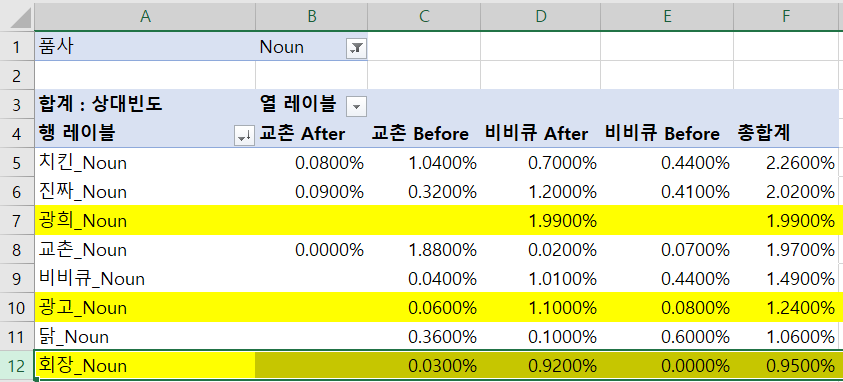 A B C D E F
1 품사 Noun
2
3 합계 : 상대빈도 열 레이블
4 행 레이블 교촌 After 교촌 Before 비비큐 After 비비큐 Before 총합계
5 치킨_Noun 0.0800% 1.0400% 0.7000% 0.4400% 2.2600%
6 진짜_Noun 0.0900% 0.3200% 1.2000% 0.4100% 2.0200%
7 광희_Noun 1.9900% 1.9900%
8 교촌_Noun 0.0000% 1.8800% 0.0200% 0.0700% 1.9700%
9 비비큐_Noun 0.0400% 1.0100% 0.4400% 1.4900%
10 광고_Noun 0.0600% 1.1000% 0.0800% 1.2400%
11 닭_Noun 0.3600% 0.1000% 0.6000% 1.0600%
12 회장_Noun 0.0300% 0.9200% 0.0000% 0.9500%